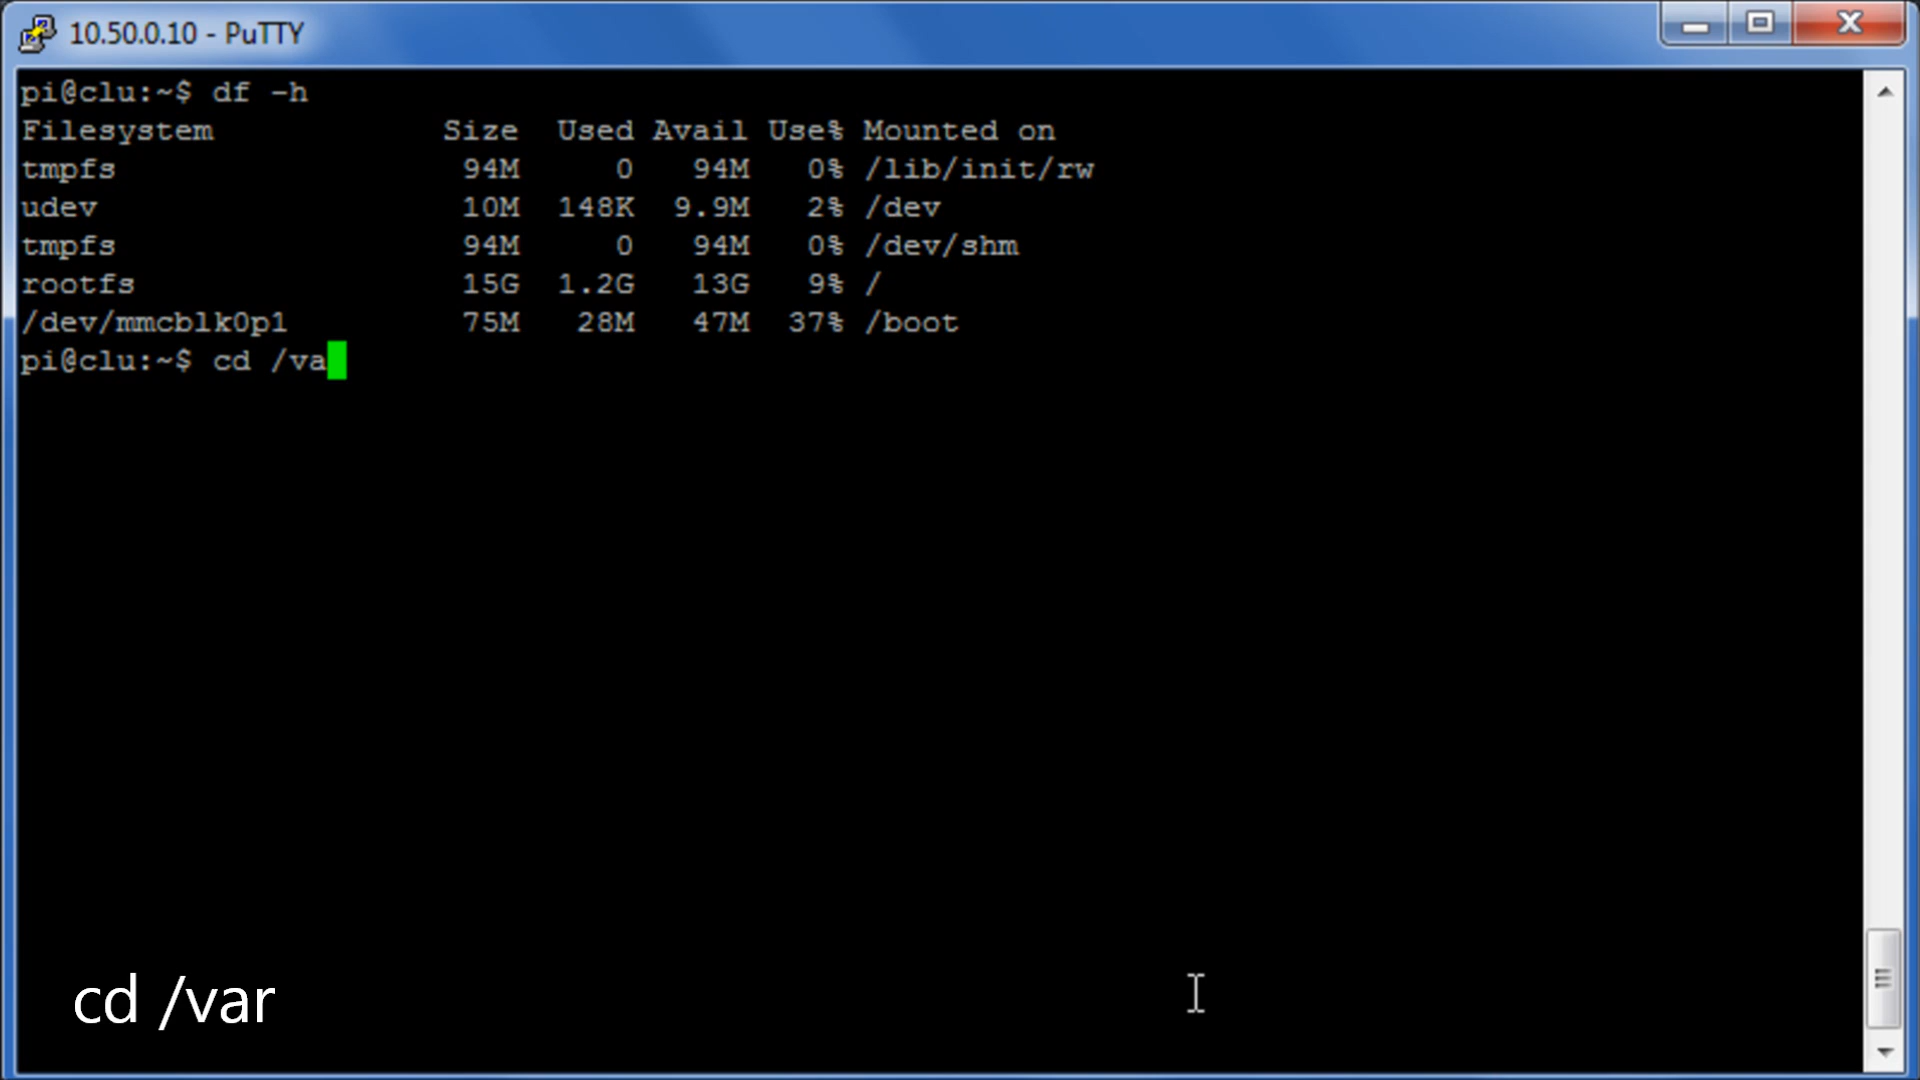 10.50.0.10 - PuTTY
pi@clu:~$ df -h
Filesystem            Size  Used Avail Use% Mounted on
tmpfs                  94M     0   94M   0% /lib/init/rw
udev                   10M  148K  9.9M   2% /dev
tmpfs                  94M     0   94M   0% /dev/shm
rootfs                 15G  1.2G   13G   9% /
/dev/mmcblk0p1         75M   28M   47M  37% /boot
pi@clu:~$ cd /va
cd /var